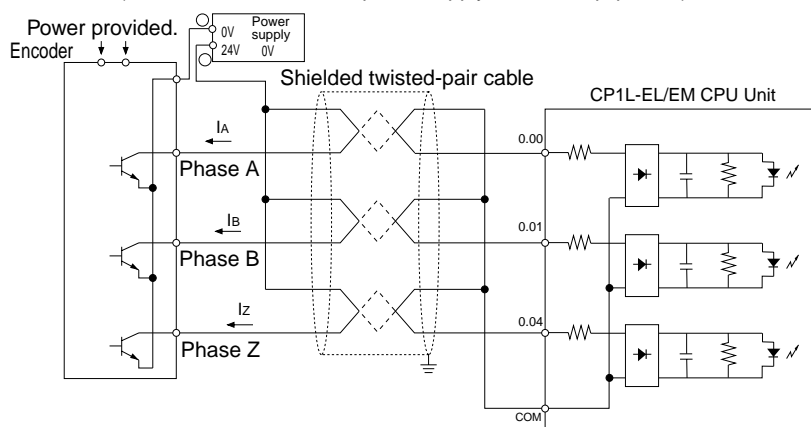 Power provided.
Encoder
0V
Power
supply
24V
0V
Shielded twisted-pair cable
CP1L-EL/EM CPU Unit
IA
0.00
Phase A
IB
0.01
Phase B
IZ
0.04
Phase Z
COM